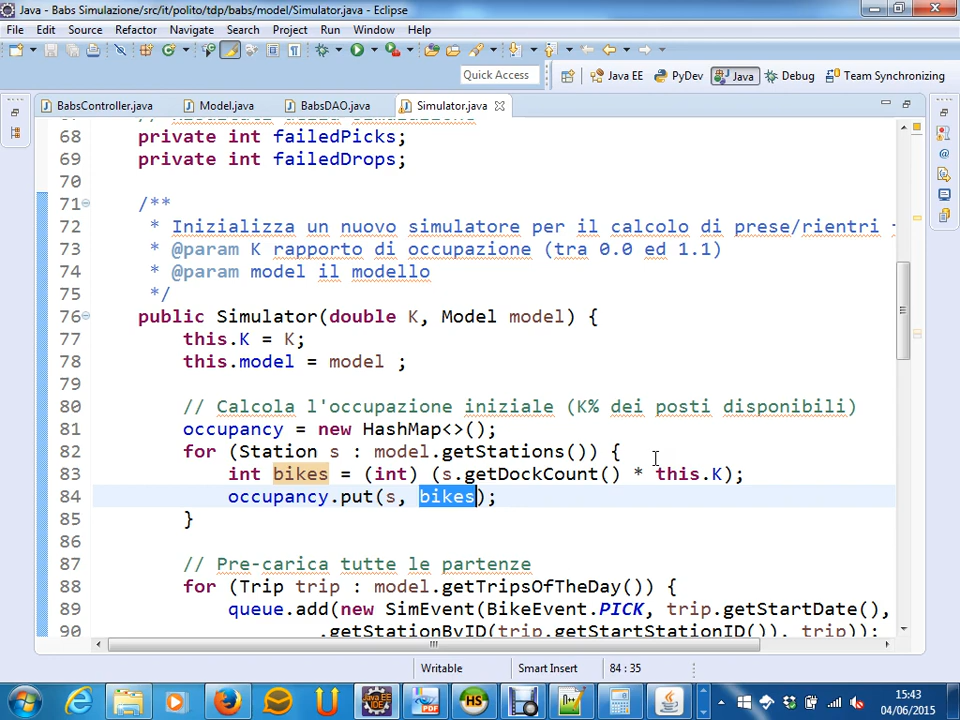 Java - Babs Simulazione/src/it/polito/tdp/babs/model/Simulator.java - Eclipse
File Edit Source Refactor Navigate Search Project Run Window Help
Quick Access Java EE PyDev Java Debug Team Synchronizing
BabsController.java Model.java BabsDAO.java Simulator.java
68 private int failedPicks;
69 private int failedDrops;
70
71 /**
72 * Inizializza un nuovo simulatore per il calcolo di prese/rientri
73 * @param K rapporto di occupazione (tra 0.0 ed 1.1)
74 * @param model il modello
75 */
76 public Simulator(double K, Model model) {
77 this.K = K;
78 this.model = model ;
79
80 // Calcola l'occupazione iniziale (K% dei posti disponibili)
81 occupancy = new HashMap<>();
82 for (Station s : model.getStations()) {
83 int bikes = (int) (s.getDockCount() * this.K);
84 occupancy.put(s, bikes);
85 }
86
87 // Pre-carica tutte le partenze
88 for (Trip trip : model.getTripsOfTheDay()) {
89 queue.add(new SimEvent(BikeEvent.PICK, trip.getStartDate(),
90 .getStationByID(trip.getStartStationID()), trip));
Writable Smart Insert 84 : 35
15:43
04/06/2015